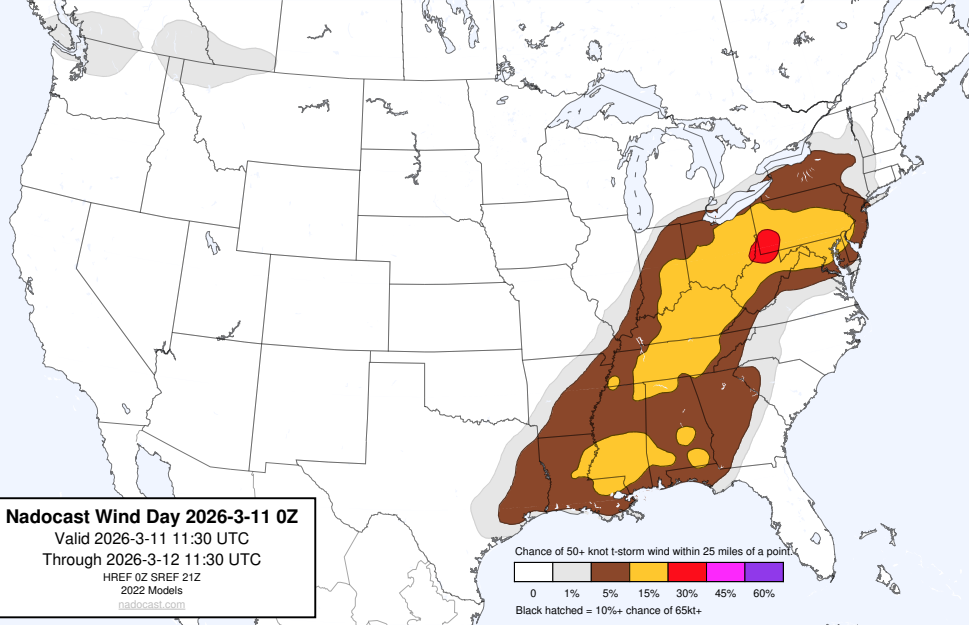 Nadocast Wind Day 2026-3-11 0Z
Valid 2026-3-11 11:30 UTC
Through 2026-3-12 11:30 UTC
HREF 0Z SREF 21Z
2022 Models
nadocast.com
Chance of 50+ knot t-storm wind within 25 miles of a point.
0 1% 5% 15% 30% 45% 60%
Black hatched = 10%+ chance of 65kt+